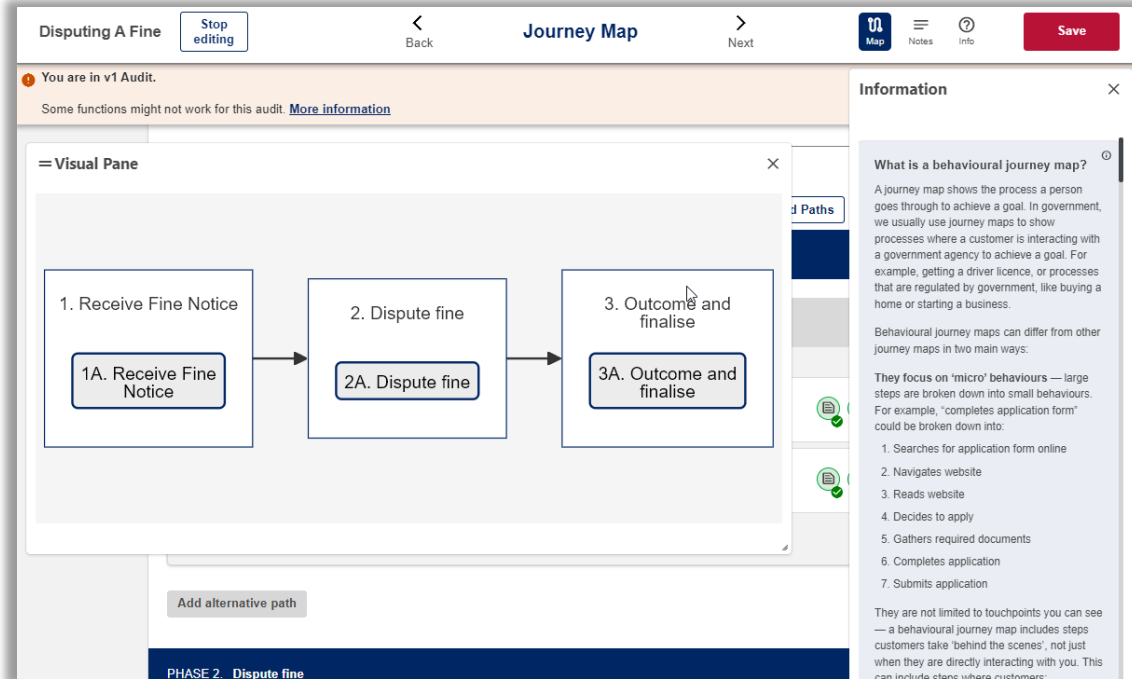 Disputing A Fine
Stop
editing
Back
Journey Map
Next
Map
Notes
Info
Save
You are in v1 Audit.
Some functions might not work for this audit. More information
Visual Pane
1. Receive Fine Notice
1A. Receive Fine
Notice
2. Dispute fine
2A. Dispute fine
3. Outcome and
finalise
3A. Outcome and
finalise
Paths
Add alternative path
PHASE 2. Dispute fine
Information
What is a behavioural journey map?
A journey map shows the process a person
goes through to achieve a goal. In government,
we usually use journey maps to show
processes where a customer is interacting with
a government agency to achieve a goal. For
example, getting a driver licence, or processes
that are regulated by government, like buying a
home or starting a business.
Behavioural journey maps can differ from other
journey maps in two main ways:
They focus on ‘micro’ behaviours — large
steps are broken down into small behaviours.
For example, “completes application form”
could be broken down into:
1. Searches for application form online
2. Navigates website
3. Reads website
4. Decides to apply
5. Gathers required documents
6. Completes application
7. Submits application
They are not limited to touchpoints you can see
— a behavioural journey map includes steps
customers take ‘behind the scenes’, not just
when they are directly interacting with you. This
can include steps where customers: